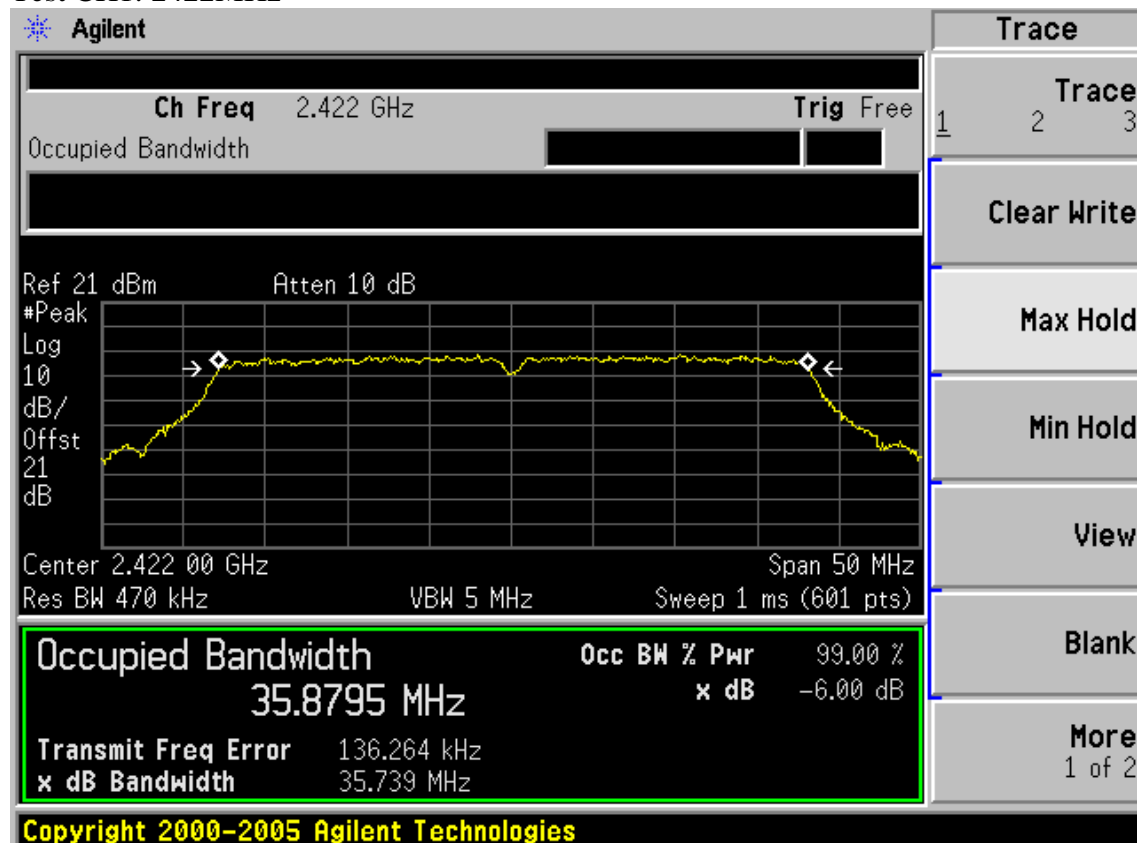 Agilent
Trace
Ch Freq 2.422 GHz Trig Free
Occupied Bandwidth
Trace
1 2 3
Clear Write
Max Hold
Min Hold
View
Blank
More
1 of 2
Ref 21 dBm Atten 10 dB
#Peak
Log
10
dB/
Offst
21
dB
Center 2.422 00 GHz Span 50 MHz
Res BW 470 kHz VBW 5 MHz Sweep 1 ms (601 pts)
Occupied Bandwidth
35.8795 MHz
Occ BW % Pwr 99.00 %
x dB -6.00 dB
Transmit Freq Error 136.264 kHz
x dB Bandwidth 35.739 MHz
Copyright 2000-2005 Agilent Technologies